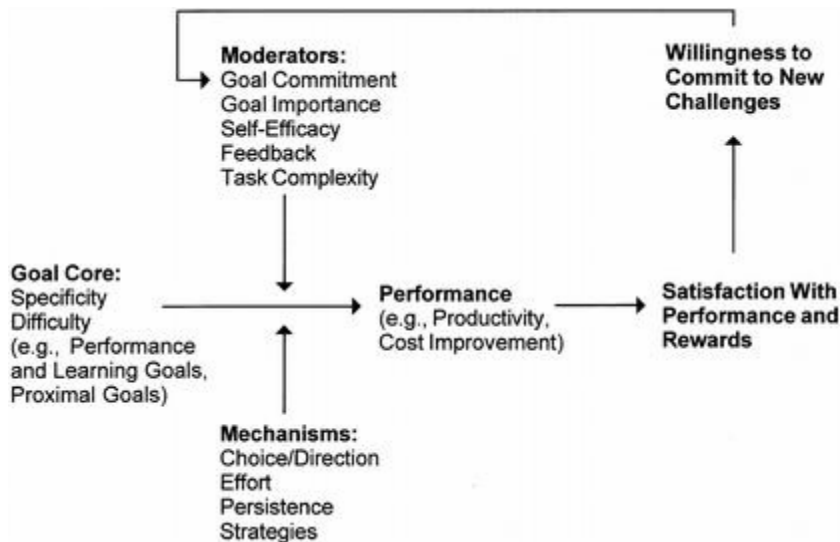 Moderators:
Goal Commitment
Goal Importance
Self-Efficacy
Feedback
Task Complexity
Willingness to
Commit to New
Challenges
Goal Core:
Specificity
Difficulty
(e.g., Performance
and Learning Goals,
Proximal Goals)
Performance
(e.g., Productivity,
Cost Improvement)
Satisfaction With
Performance and
Rewards
Mechanisms:
Choice/Direction
Effort
Persistence
Strategies